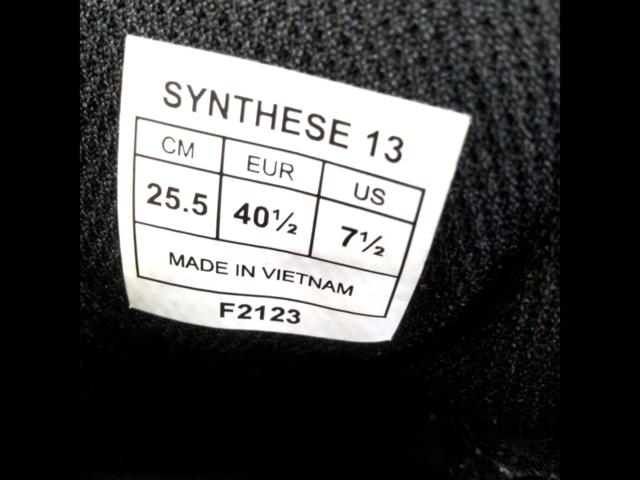 SYNTHESE 13
CM EUR US
25.5 40½ 7½
MADE IN VIETNAM
F2123